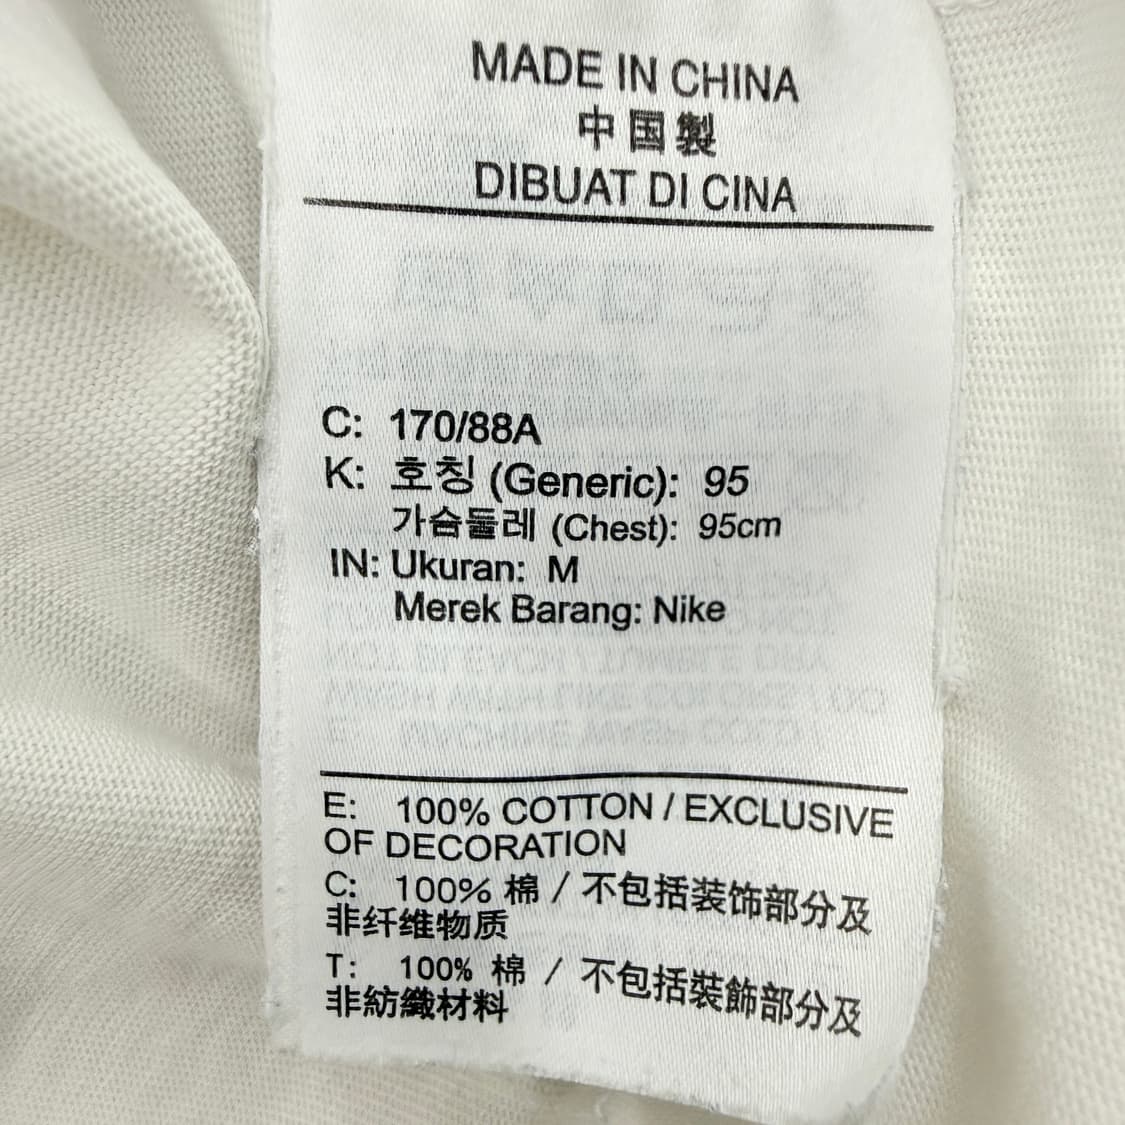 MADE IN CHINA
中国製
DIBUAT DI CINA
C: 170/88A
K: 호칭 (Generic): 95
가슴둘레 (Chest): 95cm
IN: Ukuran: M
Merek Barang: Nike
E: 100% COTTON / EXCLUSIVE
OF DECORATION
C: 100% 棉 / 不包括装饰部分及
非纤维物质
T: 100% 棉 / 不包括裝飾部分及
非紡織材料